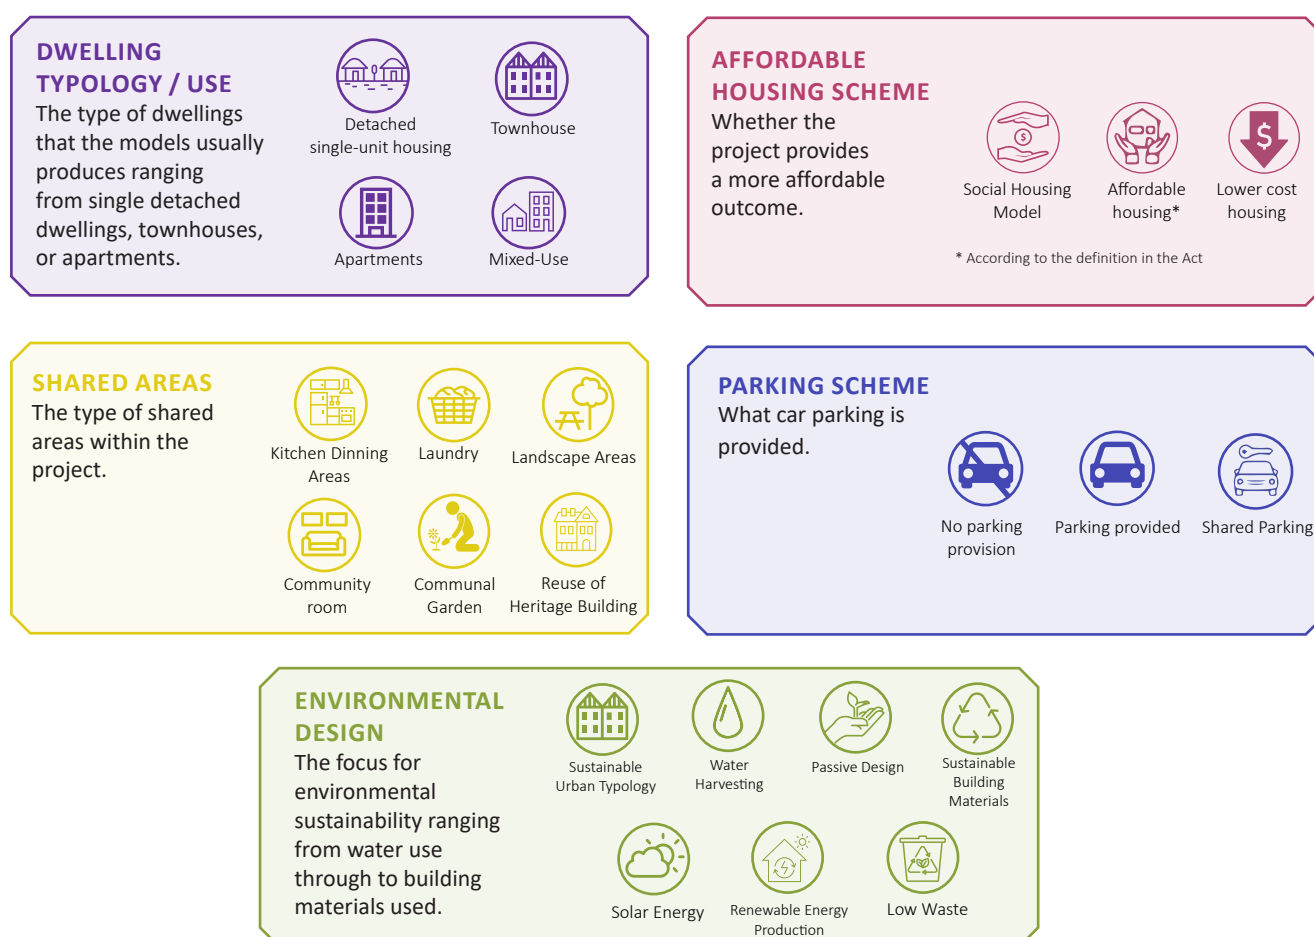 DWELLING
TYPOLOGY / USE
The type of dwellings
that the models usually
produces ranging
from single detached
dwellings, townhouses,
or apartments.
Detached
single-unit housing
Townhouse
Apartments
Mixed-Use
AFFORDABLE
HOUSING SCHEME
Whether the
project provides
a more affordable
outcome.
$
Social Housing
Model
Affordable
housing*
$
Lower cost
housing
* According to the definition in the Act
SHARED AREAS
The type of shared
areas within the
project.
Kitchen Dinning
Areas
Laundry
Landscape Areas
Community
room
Communal
Garden
Reuse of
Heritage Building
PARKING SCHEME
What car parking is
provided.
No parking
provision
Parking provided
Shared Parking
ENVIRONMENTAL
DESIGN
The focus for
environmental
sustainability ranging
from water use
through to building
materials used.
Sustainable
Urban Typology
Water
Harvesting
Passive Design
Sustainable
Building
Materials
Solar Energy
Renewable Energy
Production
Low Waste